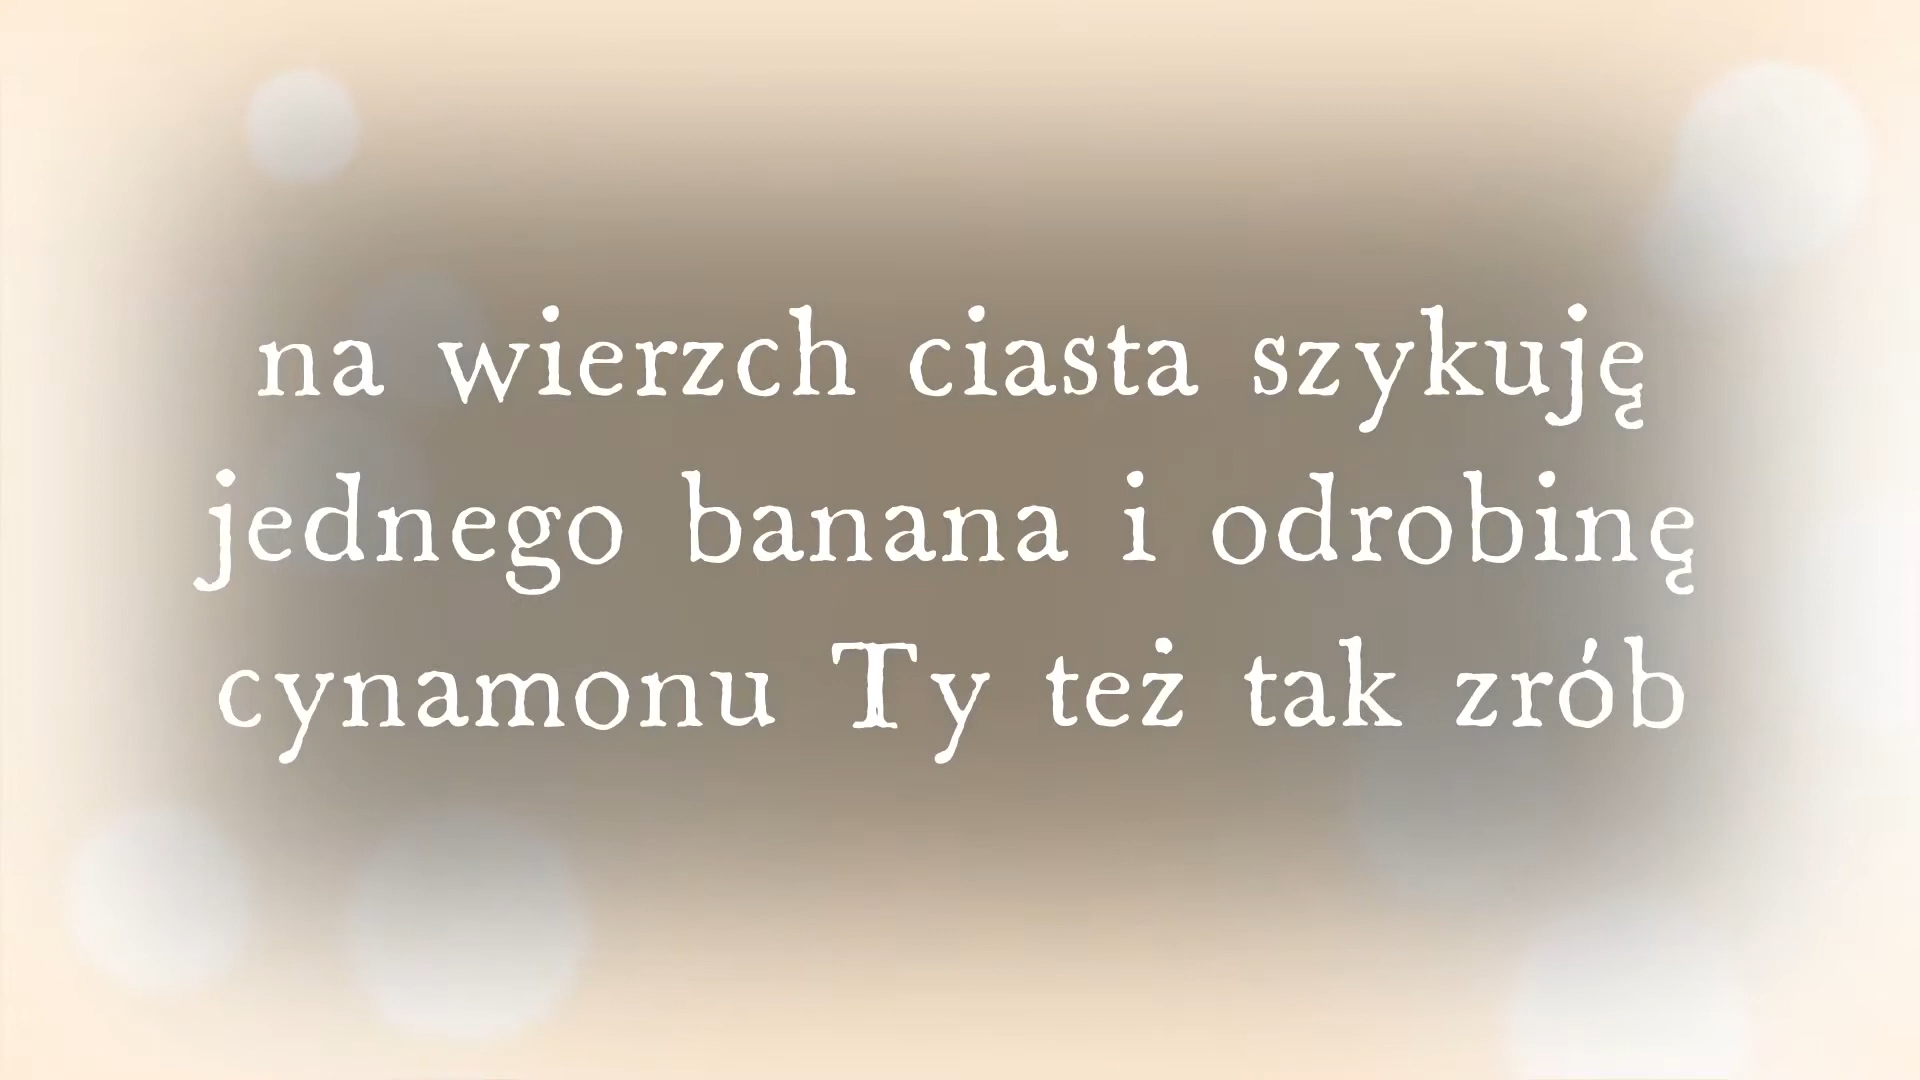 na wierzch ciasta szykuję
jednego banana i odrobinę
cynamonu Ty też tak zrób